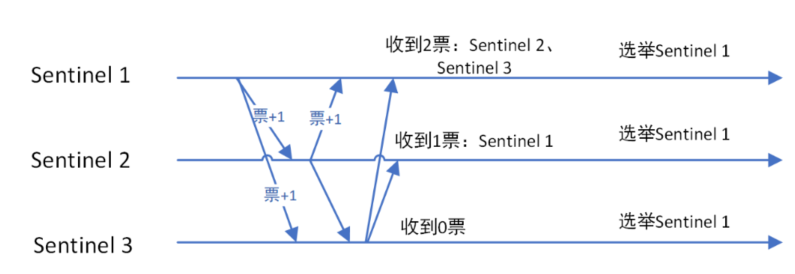 收到2票：Sentinel 2、
Sentinel 3
选举Sentinel 1
Sentinel 1
票+1
票+1
收到1票：Sentinel 1
选举Sentinel 1
Sentinel 2
票+1
收到0票
选举Sentinel 1
Sentinel 3